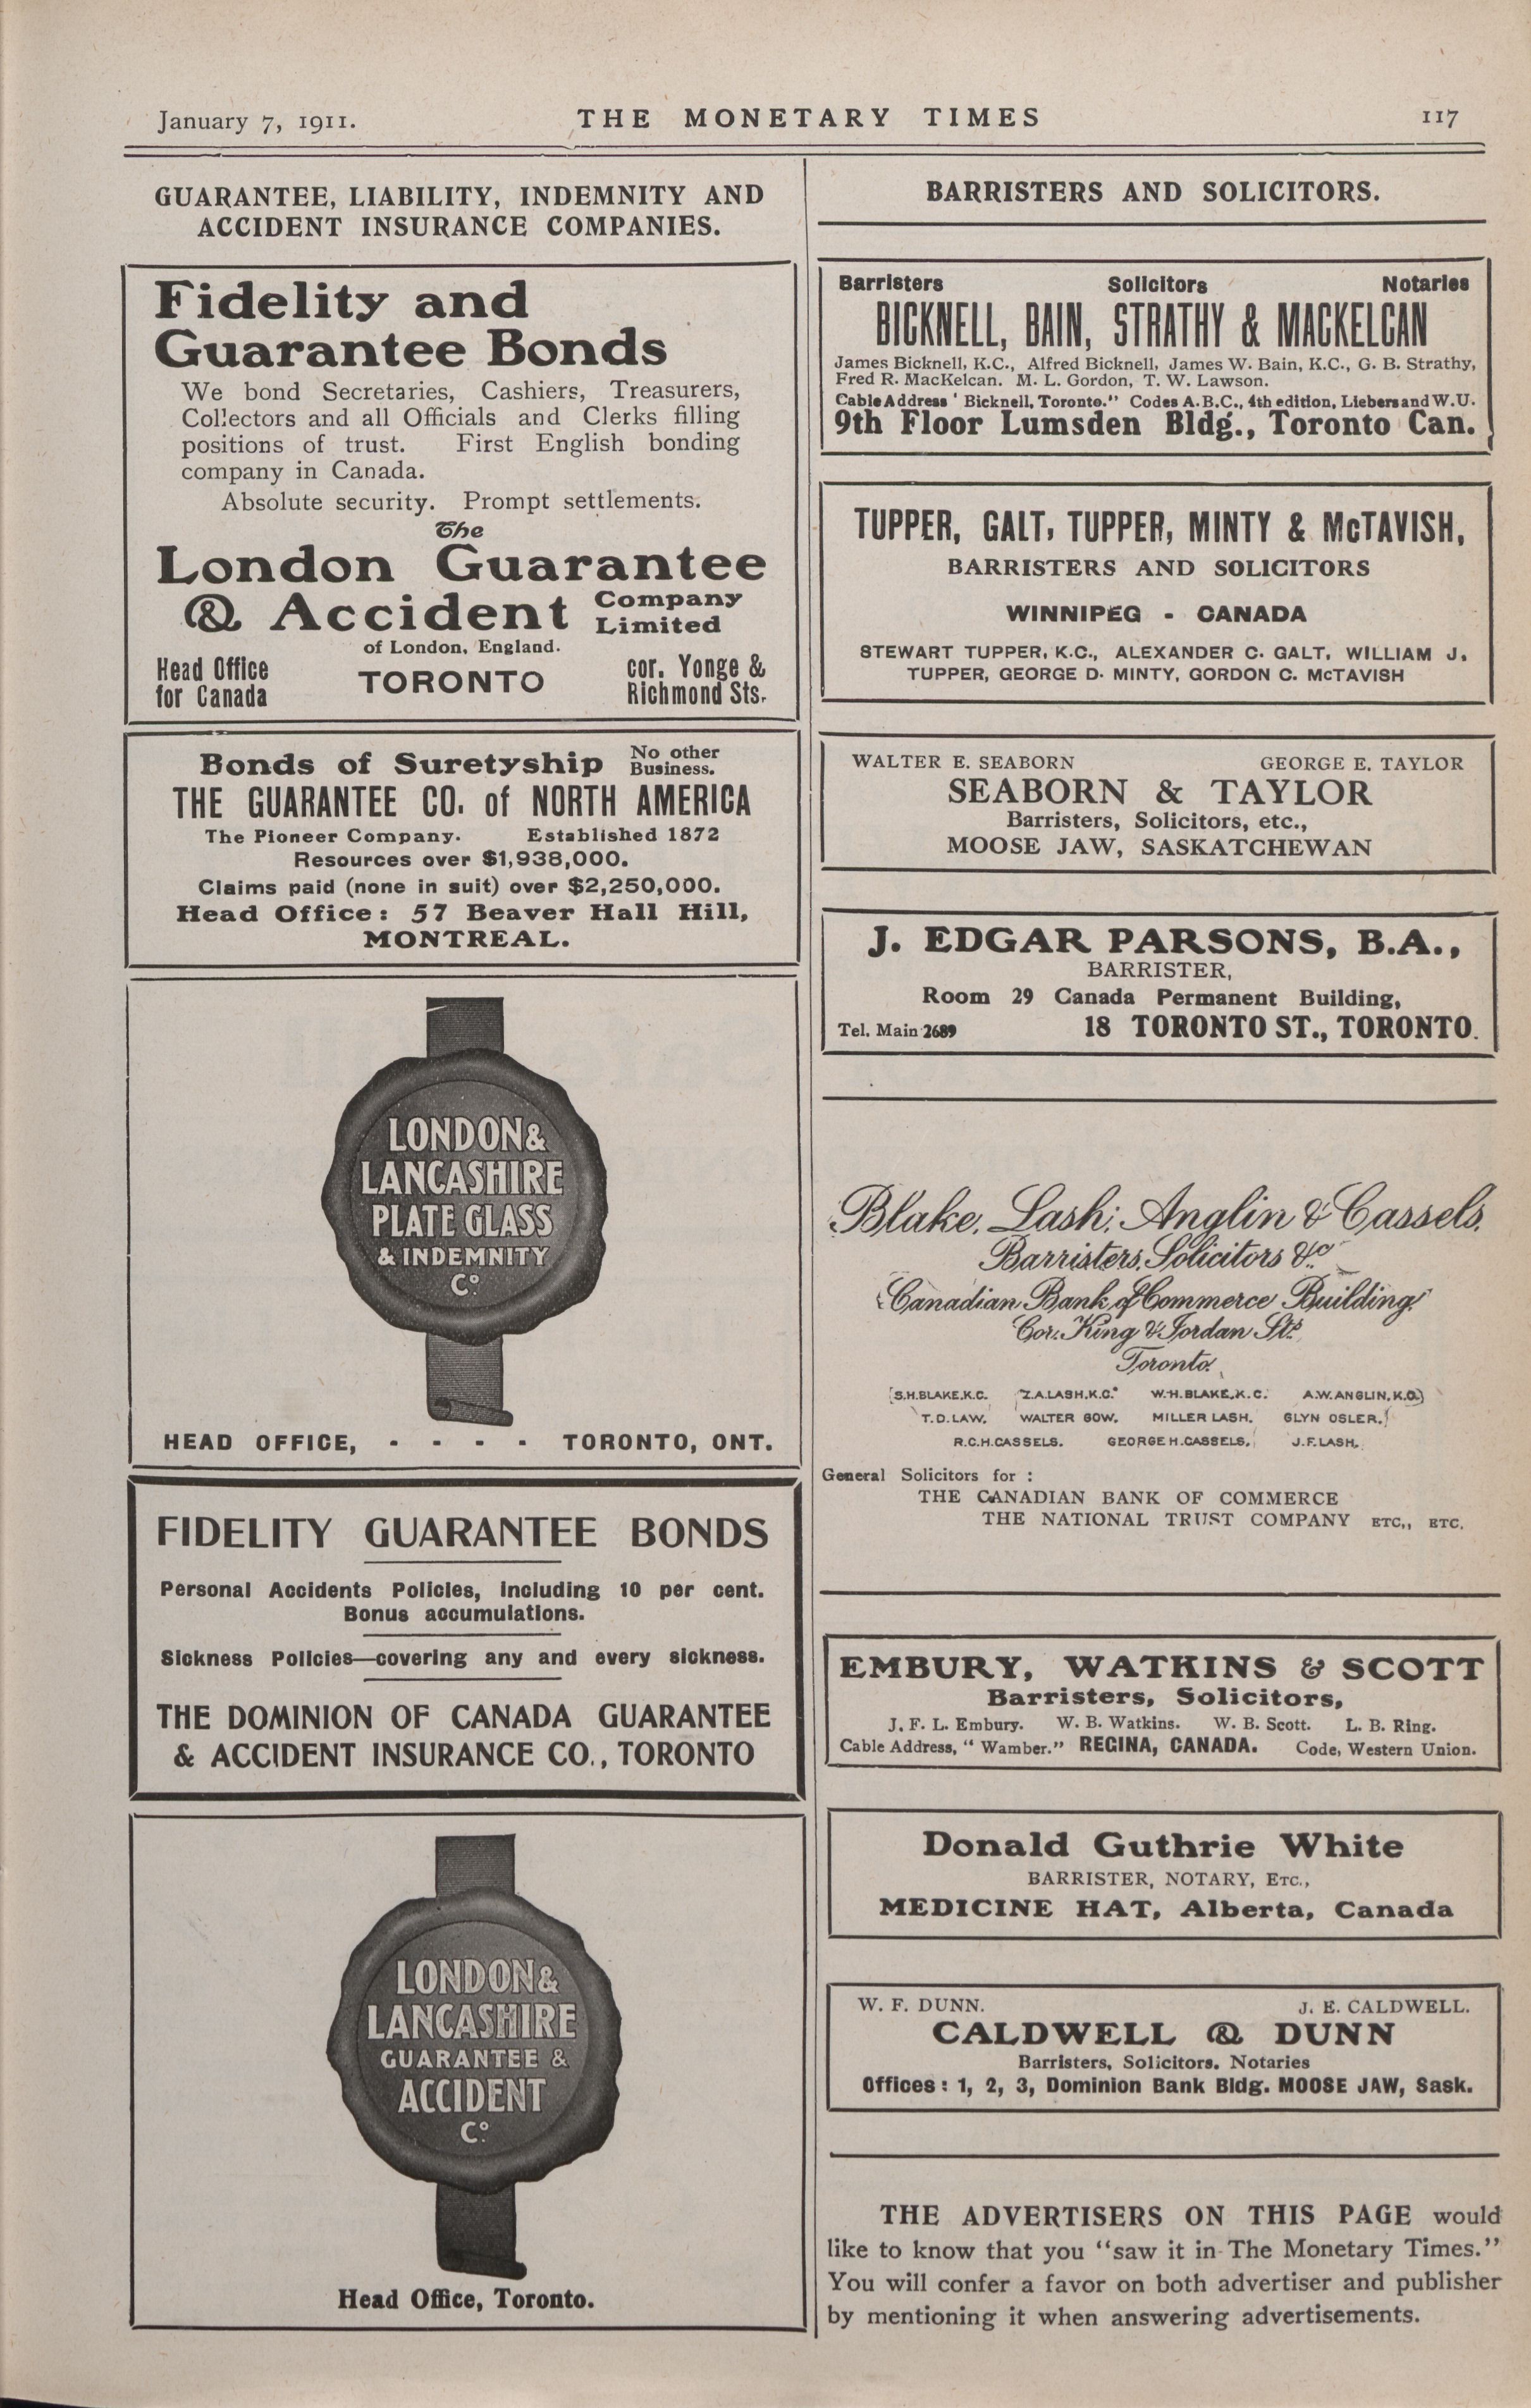 January 7, 1911.
THE MONETARY TIMES
117
GUARANTEE, LIABILITY, INDEMNITY AND
ACCIDENT INSURANCE COMPANIES.
Fidelity and
Guarantee Bonds
We bond Secretaries, Cashiers, Treasurers,
Collectors and all Officials and Clerks filling
positions of trust. First English bonding
company in Canada.
Absolute security. Prompt settlements.
The
London Guarantee
& Accident Company Limited
of London, England.
Head Office for Canada TORONTO cor. Yonge & Richmond Sts.
Bonds of Suretyship No other Business.
THE GUARANTEE CO. of NORTH AMERICA
The Pioneer Company. Established 1872
Resources over $1,938,000.
Claims paid (none in suit) over $2,250,000.
Head Office: 57 Beaver Hall Hill,
MONTREAL.
LONDON &
LANCASHIRE
PLATE GLASS
& INDEMNITY
Co.
HEAD OFFICE, - - - - TORONTO, ONT.
FIDELITY GUARANTEE BONDS
Personal Accidents Policies, including 10 per cent.
Bonus accumulations.
Sickness Policies—covering any and every sickness.
THE DOMINION OF CANADA GUARANTEE
& ACCIDENT INSURANCE CO., TORONTO
LONDON &
LANCASHIRE
GUARANTEE &
ACCIDENT
Co.
Head Office, Toronto.
BARRISTERS AND SOLICITORS.
Barristers Solicitors Notaries
BICKNELL, BAIN, STRATHY & MACKELCAN
James Bicknell, K.C., Alfred Bicknell, James W. Bain, K.C., G. B. Strathy,
Fred R. MacKelcan. M. L. Gordon, T. W. Lawson.
Cable Address ' Bicknell, Toronto." Codes A.B.C., 4th edition, Liebers and W.U.
9th Floor Lumsden Bldg., Toronto Can.
TUPPER, GALT, TUPPER, MINTY & McTAVISH,
BARRISTERS AND SOLICITORS
WINNIPEG - CANADA
STEWART TUPPER, K.C., ALEXANDER C. GALT, WILLIAM J.
TUPPER, GEORGE D. MINTY, GORDON C. McTAVISH
WALTER E. SEABORN GEORGE E. TAYLOR
SEABORN & TAYLOR
Barristers, Solicitors, etc.,
MOOSE JAW, SASKATCHEWAN
J. EDGAR PARSONS, B.A.,
BARRISTER,
Room 29 Canada Permanent Building,
Tel. Main 2689 18 TORONTO ST., TORONTO.
Blake, Lash, Anglin & Cassels,
Barristers, Solicitors &c
Canadian Bank of Commerce Building
Cor. King & Jordan Sts.
Toronto.
S.H. BLAKE, K.C. Z.A. LASH, K.C. W.H. BLAKE, K.C. A.W. ANGLIN, K.C.
T.D. LAW. WALTER GOW. MILLER LASH. GLYN OSLER.
R.C.H. CASSELS. GEORGE H. CASSELS. J.F. LASH.
General Solicitors for :
THE CANADIAN BANK OF COMMERCE
THE NATIONAL TRUST COMPANY ETC., ETC.
EMBURY, WATKINS & SCOTT
Barristers, Solicitors,
J. F. L. Embury. W. B. Watkins. W. B. Scott. L. B. Ring.
Cable Address, "Wamber." REGINA, CANADA. Code, Western Union.
Donald Guthrie White
BARRISTER, NOTARY, ETC.,
MEDICINE HAT, Alberta, Canada
W. F. DUNN. J. E. CALDWELL.
CALDWELL & DUNN
Barristers, Solicitors. Notaries
Offices: 1, 2, 3, Dominion Bank Bldg. MOOSE JAW, Sask.
THE ADVERTISERS ON THIS PAGE would
like to know that you "saw it in The Monetary Times."
You will confer a favor on both advertiser and publisher
by mentioning it when answering advertisements.